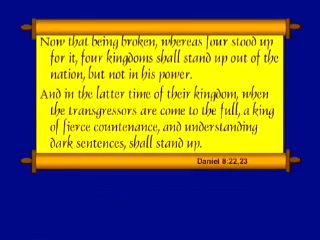 Now that being broken, whereas four stood up
for it, four kingdoms shall stand up out of the
nation, but not in his power.
And in the latter time of their kingdom, when
the transgressors are come to the full, a king
of fierce countenance, and understanding
dark sentences, shall stand up.
Daniel 8:22,23